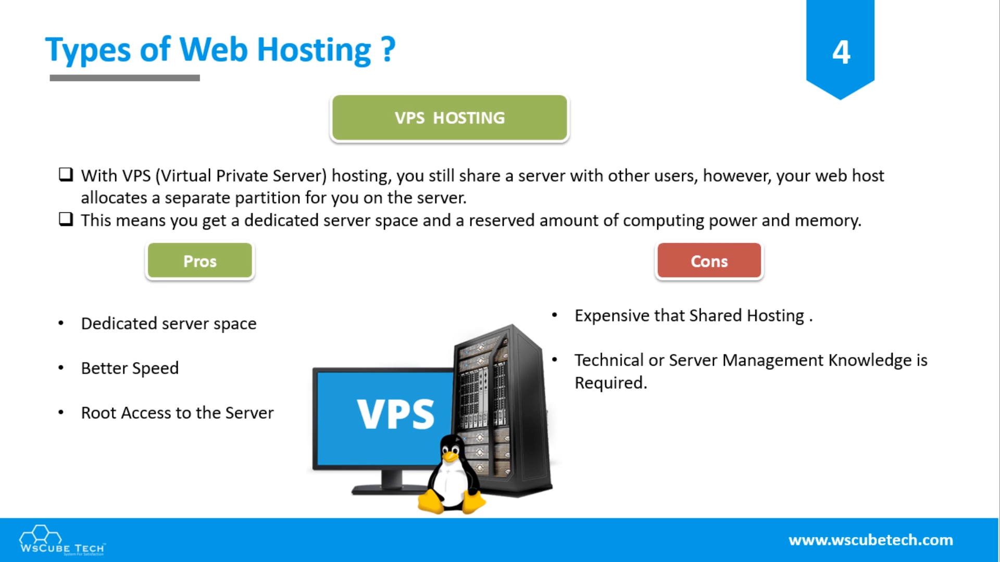 Types of Web Hosting ?
4
VPS HOSTING
With VPS (Virtual Private Server) hosting, you still share a server with other users, however, your web host
allocates a separate partition for you on the server.
This means you get a dedicated server space and a reserved amount of computing power and memory.
Pros
Cons
• Dedicated server space
• Better Speed
• Root Access to the Server
• Expensive that Shared Hosting .
• Technical or Server Management Knowledge is
Required.
VPS
WSCUBE TECH
System For Satisfaction
www.wscubetech.com